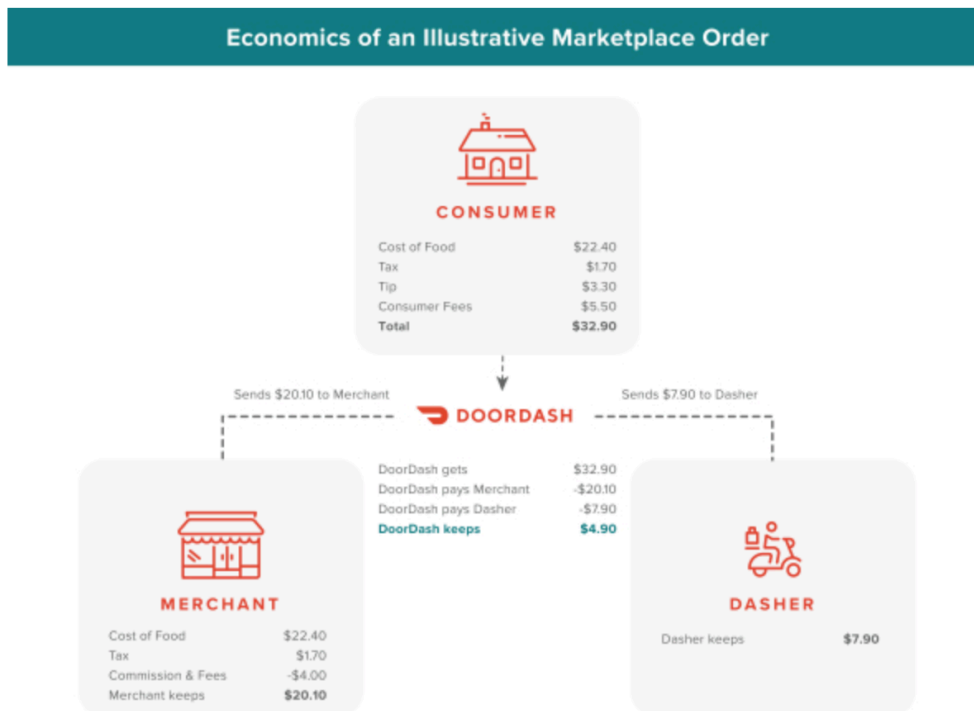 Economics of an Illustrative Marketplace Order
CONSUMER
Cost of Food $22.40
Tax $1.70
Tip $3.30
Consumer Fees $5.50
Total $32.90
Sends $20.10 to Merchant
DOORDASH
Sends $7.90 to Dasher
DoorDash gets $32.90
DoorDash pays Merchant -$20.10
DoorDash pays Dasher -$7.90
DoorDash keeps $4.90
MERCHANT
Cost of Food $22.40
Tax $1.70
Commission & Fees -$4.00
Merchant keeps $20.10
DASHER
Dasher keeps $7.90